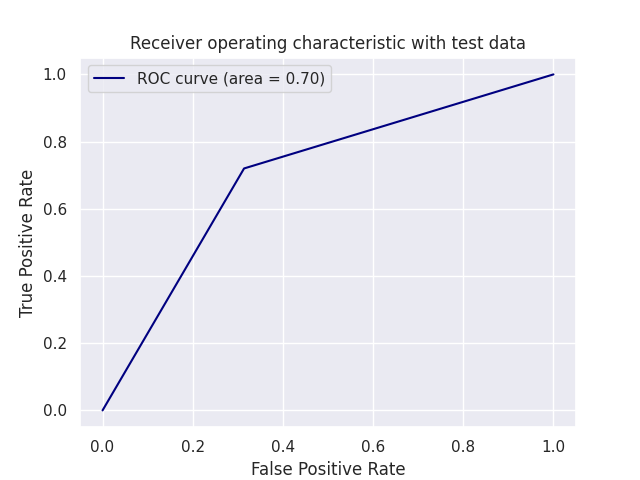 Receiver operating characteristic with test data
ROC curve (area = 0.70)
1.0
0.8
0.6
0.4
0.2
0.0
True Positive Rate
0.0 0.2 0.4 0.6 0.8 1.0
False Positive Rate